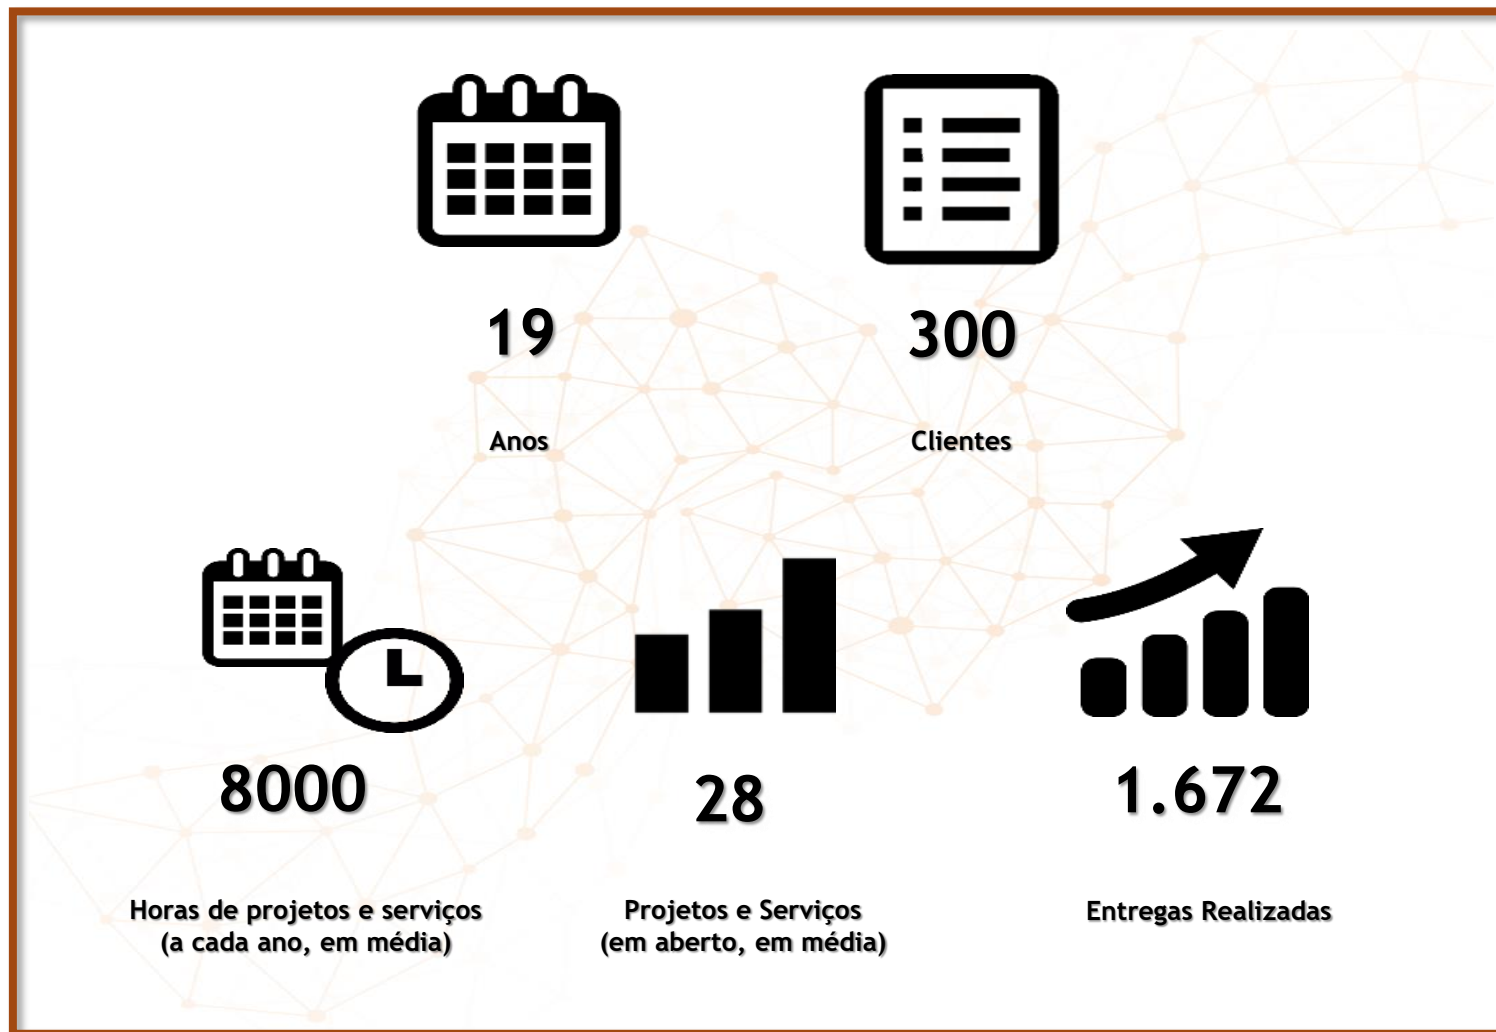 19
300
Anos
Clientes
8000
28
1.672
Horas de projetos e serviços
(a cada ano, em média)
Projetos e Serviços
(em aberto, em média)
Entregas Realizadas